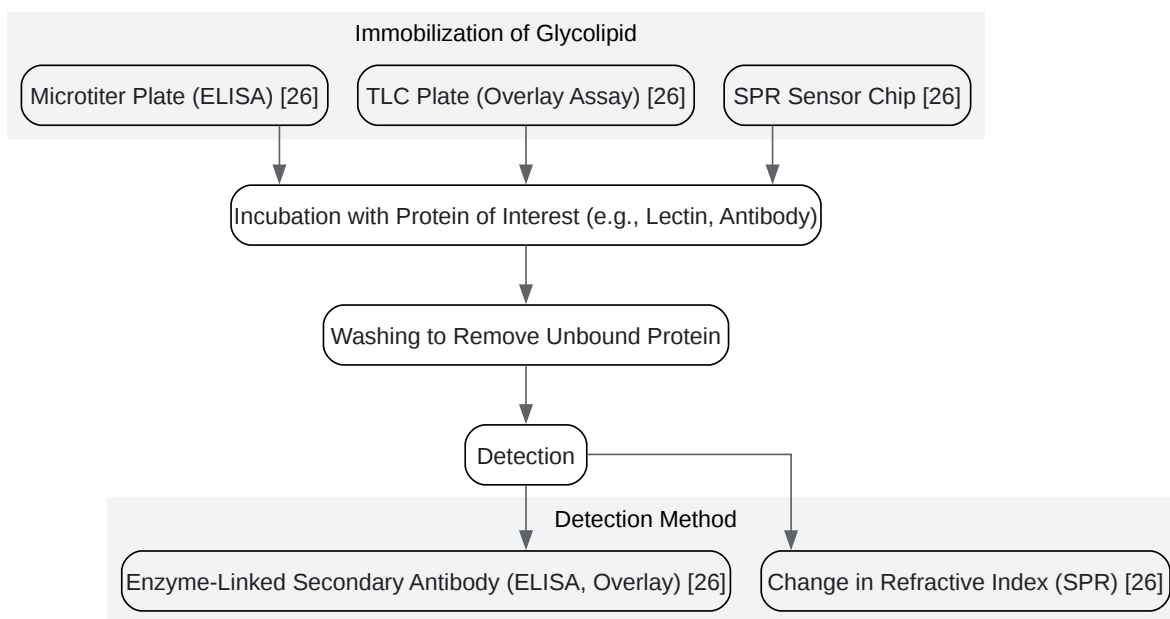 Immobilization of Glycolipid
Microtiter Plate (ELISA) [26]
TLC Plate (Overlay Assay) [26]
SPR Sensor Chip [26]
Incubation with Protein of Interest (e.g., Lectin, Antibody)
Washing to Remove Unbound Protein
Detection
Detection Method
Enzyme-Linked Secondary Antibody (ELISA, Overlay) [26]
Change in Refractive Index (SPR) [26]